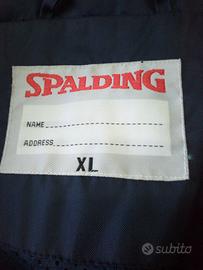 SPALDING
NAME
ADDRESS
XL
subito